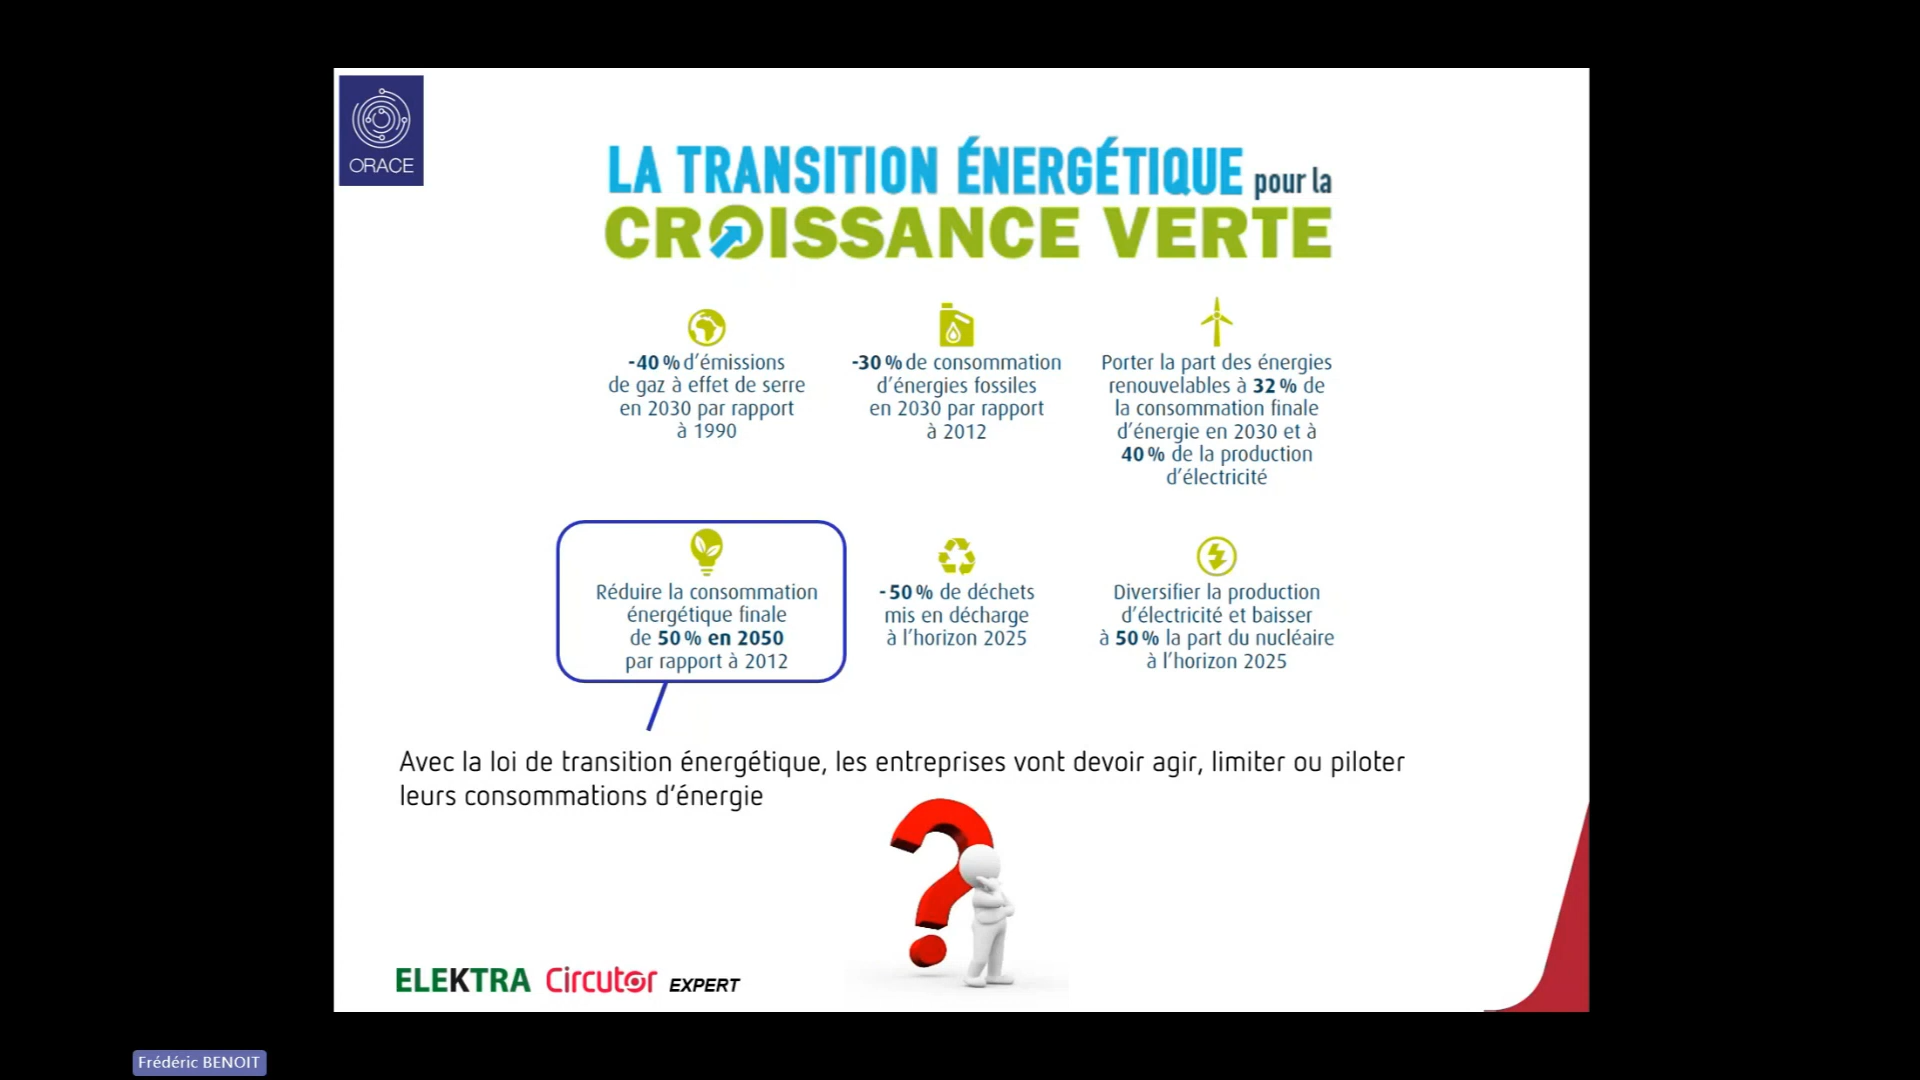 ORACE
LA TRANSITION ÉNERGÉTIQUE pour la
CROISSANCE VERTE
-40 % d'émissions
de gaz à effet de serre
en 2030 par rapport
à 1990
-30 % de consommation
d'énergies fossiles
en 2030 par rapport
à 2012
Porter la part des énergies
renouvelables à 32 % de
la consommation finale
d'énergie en 2030 et à
40 % de la production
d'électricité
Réduire la consommation
énergétique finale
de 50 % en 2050
par rapport à 2012
- 50 % de déchets
mis en décharge
à l'horizon 2025
Diversifier la production
d'électricité et baisser
à 50 % la part du nucléaire
à l'horizon 2025
Avec la loi de transition énergétique, les entreprises vont devoir agir, limiter ou piloter
leurs consommations d'énergie
ELEKTRA Circutor EXPERT
Frédéric BENOIT